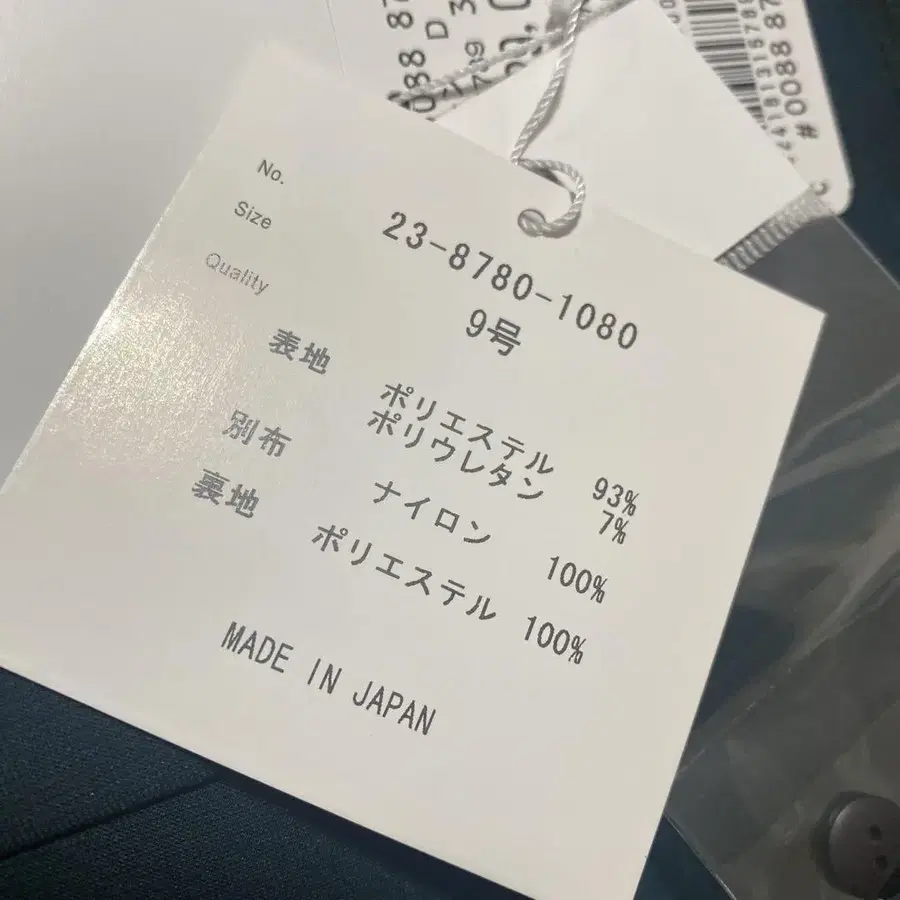 No. 23-8780-1080
Size 9号
Quality
表地 ポリエステル 93%
ポリウレタン 7%
別布 ナイロン 100%
裏地 ポリエステル 100%
MADE IN JAPAN